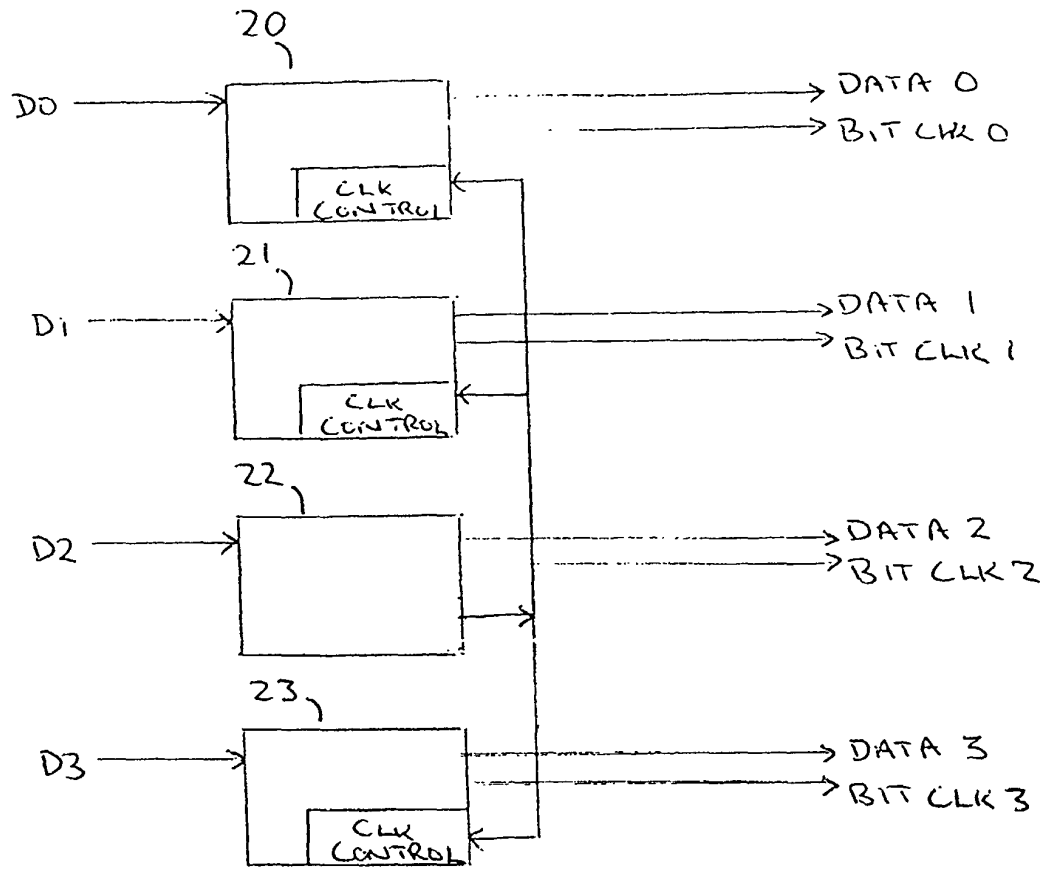 20
D0
DATA 0
BIT CLK 0
CLK
CONTROL
21
D1
DATA 1
BIT CLK 1
CLK
CONTROL
22
D2
DATA 2
BIT CLK 2
23
D3
DATA 3
BIT CLK 3
CLK
CONTROL